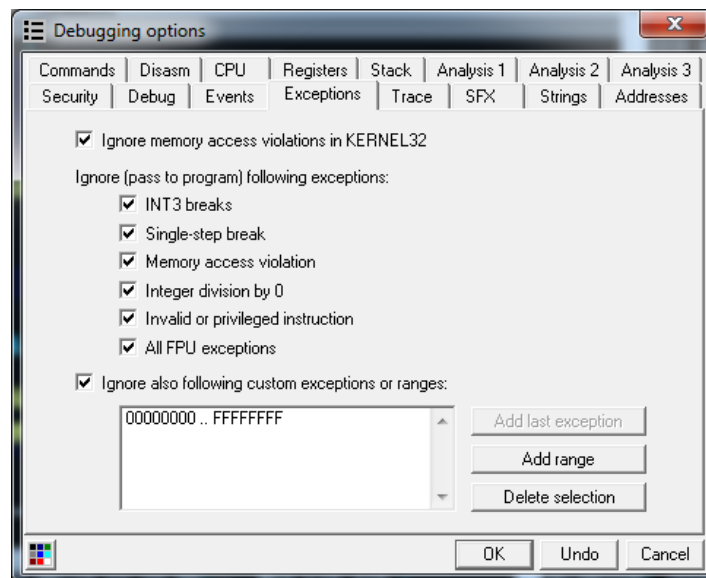 Debugging options
Commands Disasm CPU Registers Stack Analysis 1 Analysis 2 Analysis 3
Security Debug Events Exceptions Trace SFX Strings Addresses
Ignore memory access violations in KERNEL32
Ignore (pass to program) following exceptions:
INT3 breaks
Single-step break
Memory access violation
Integer division by 0
Invalid or privileged instruction
All FPU exceptions
Ignore also following custom exceptions or ranges:
00000000 .. FFFFFFFF
Add last exception
Add range
Delete selection
OK Undo Cancel